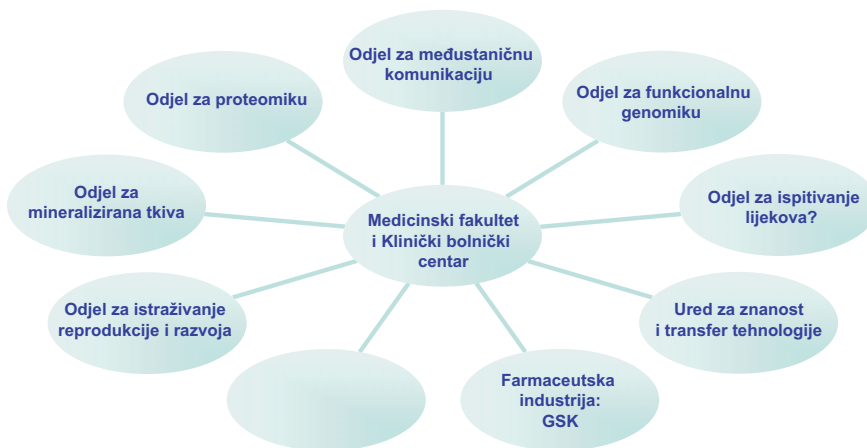 Odjel za međustaničnu
komunikaciju
Odjel za proteomiku
Odjel za funkcionalnu
genomiku
Odjel za
mineralizirana tkiva
Medicinski fakultet
i Klinički bolnički
centar
Odjel za ispitivanje
lijekova?
Odjel za istraživanje
reprodukcije i razvoja
Ured za znanost
i transfer tehnologije
Farmaceutska
industrija:
GSK